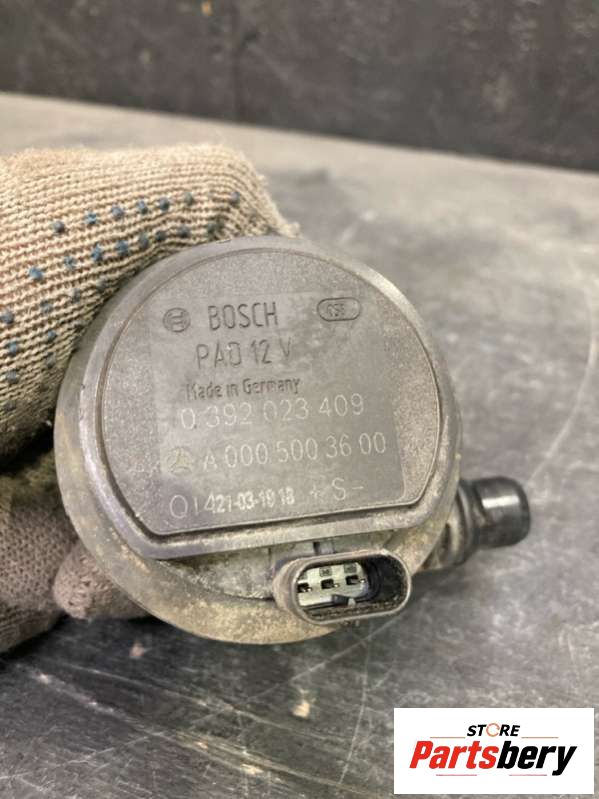 BOSCH
PAD 12 V
Made in Germany
0 392 023 409
A 000 500 36 00
+ S -
STORE
Partsbery